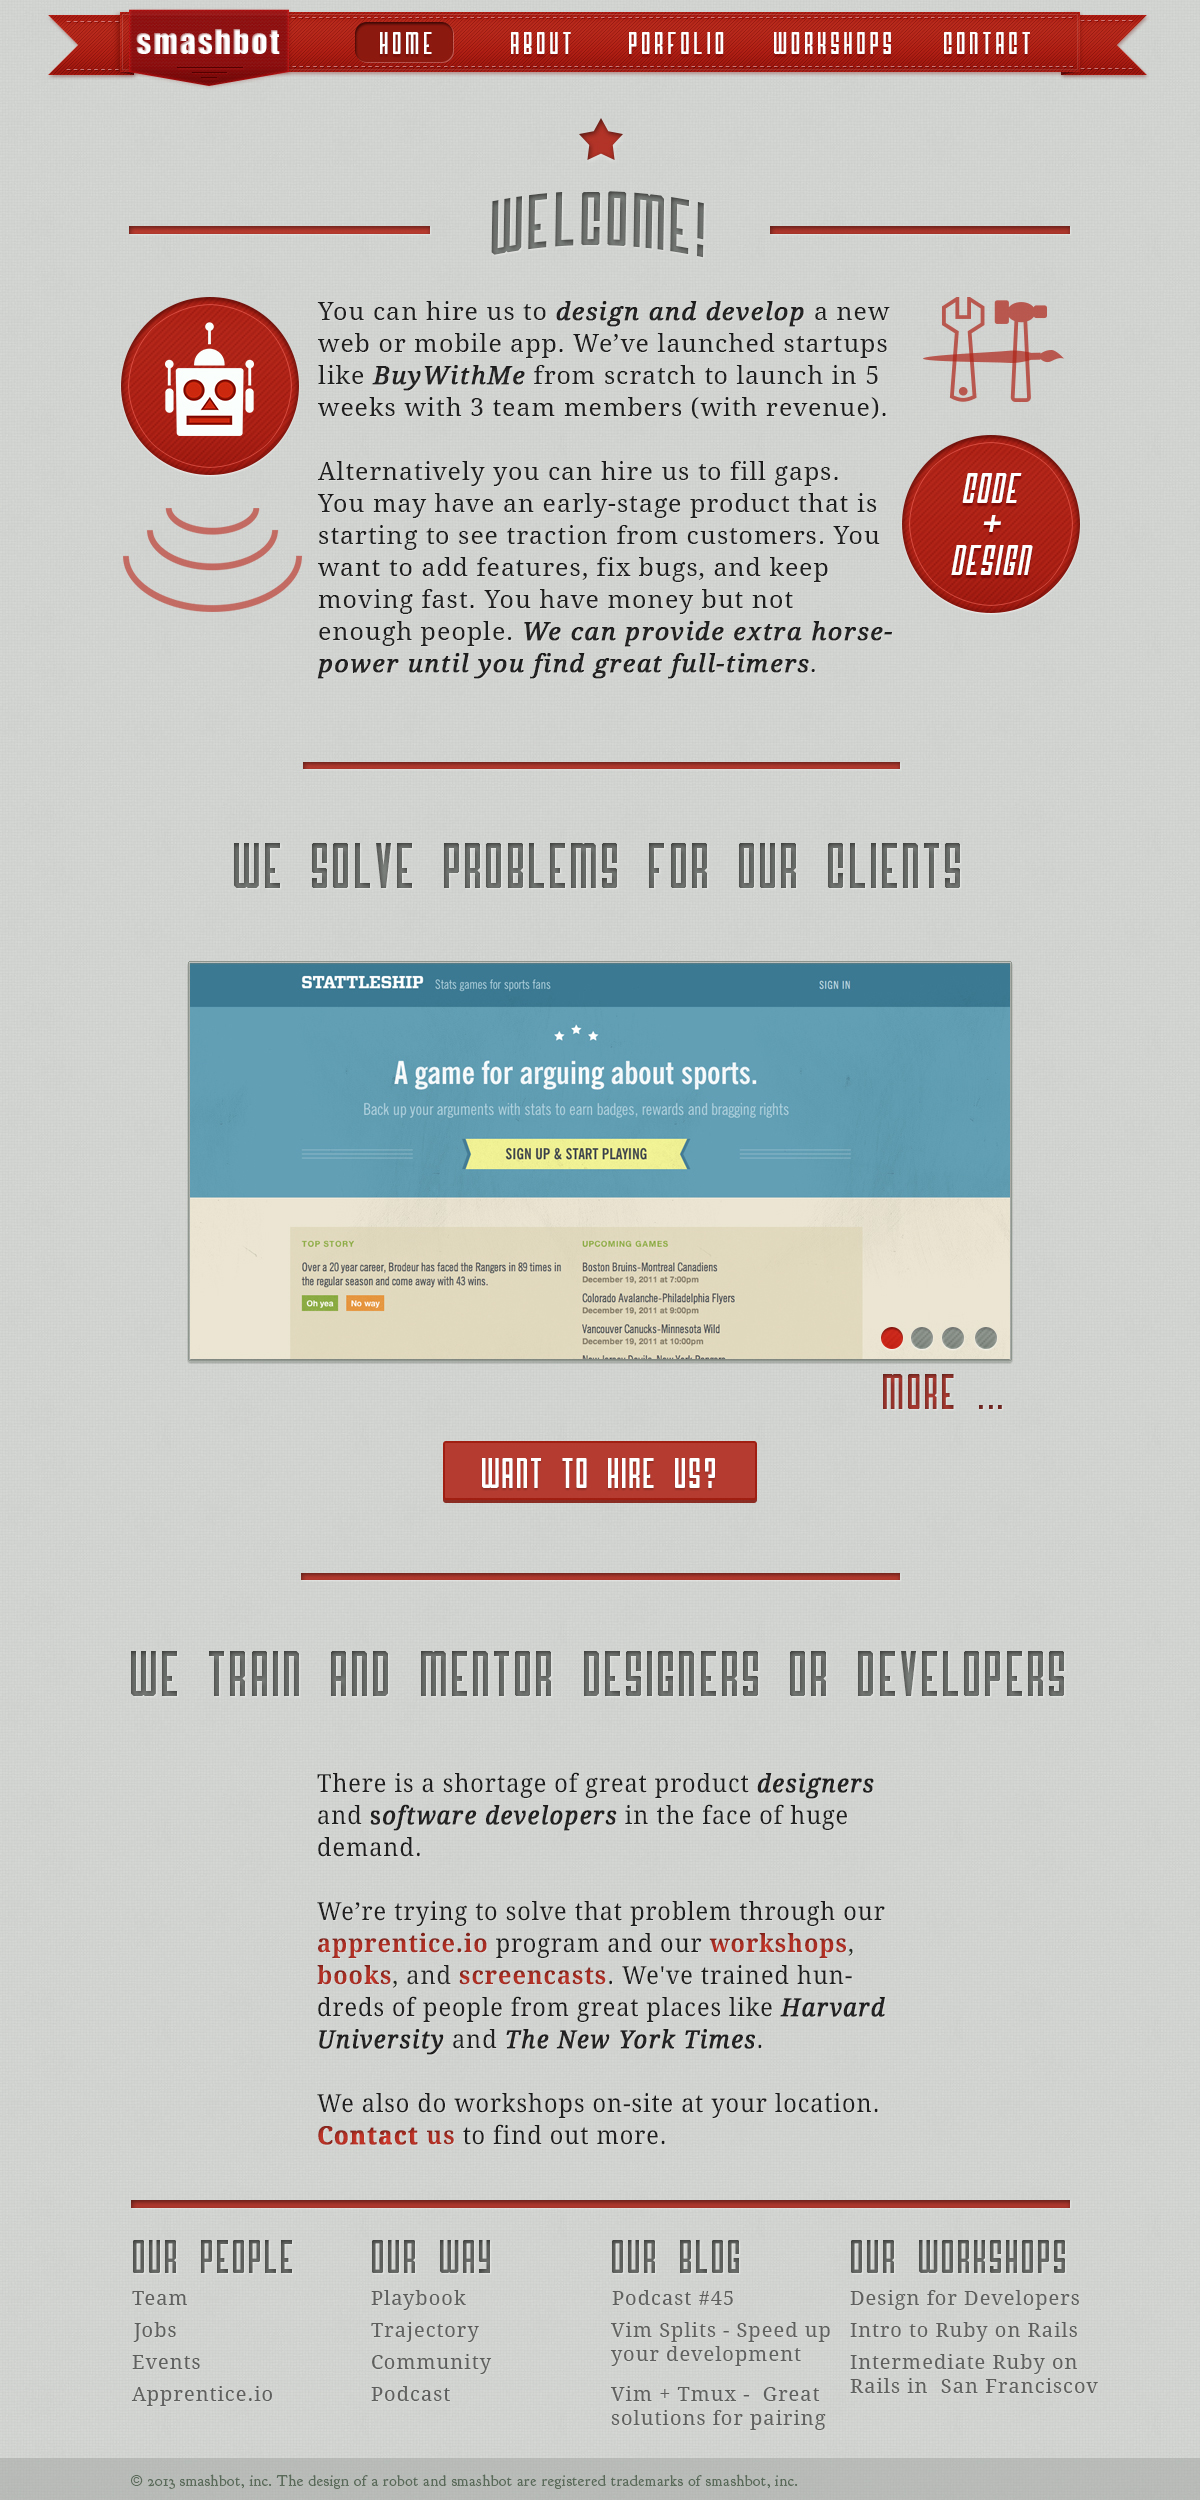 smashbot
HOME ABOUT PORFOLIO WORKSHOPS CONTACT
WELCOME!
You can hire us to design and develop a new
web or mobile app. We’ve launched startups
like BuyWithMe from scratch to launch in 5
weeks with 3 team members (with revenue).
Alternatively you can hire us to fill gaps.
You may have an early-stage product that is
starting to see traction from customers. You
want to add features, fix bugs, and keep
moving fast. You have money but not
enough people. We can provide extra horse-
power until you find great full-timers.
CODE
+
DESIGN
WE SOLVE PROBLEMS FOR OUR CLIENTS
STATTLESHIP Stats games for sports fans SIGN IN
A game for arguing about sports.
Back up your arguments with stats to earn badges, rewards and bragging rights
SIGN UP & START PLAYING
TOP STORY
Over a 20 year career, Brodeur has faced the Rangers in 89 times in
the regular season and come away with 43 wins.
Oh yea No way
UPCOMING GAMES
Boston Bruins-Montreal Canadiens
December 19, 2011 at 7:00pm
Colorado Avalanche-Philadelphia Flyers
December 19, 2011 at 9:00pm
Vancouver Canucks-Minnesota Wild
December 19, 2011 at 10:00pm
New Jersey Devils-New York Rangers
MORE ...
WANT TO HIRE US?
WE TRAIN AND MENTOR DESIGNERS OR DEVELOPERS
There is a shortage of great product designers
and software developers in the face of huge
demand.
We’re trying to solve that problem through our
apprentice.io program and our workshops,
books, and screencasts. We've trained hun-
dreds of people from great places like Harvard
University and The New York Times.
We also do workshops on-site at your location.
Contact us to find out more.
OUR PEOPLE
Team
Jobs
Events
Apprentice.io
OUR WAY
Playbook
Trajectory
Community
Podcast
OUR BLOG
Podcast #45
Vim Splits - Speed up
your development
Vim + Tmux - Great
solutions for pairing
OUR WORKSHOPS
Design for Developers
Intro to Ruby on Rails
Intermediate Ruby on
Rails in San Franciscov
© 2013 smashbot, inc. The design of a robot and smashbot are registered trademarks of smashbot, inc.